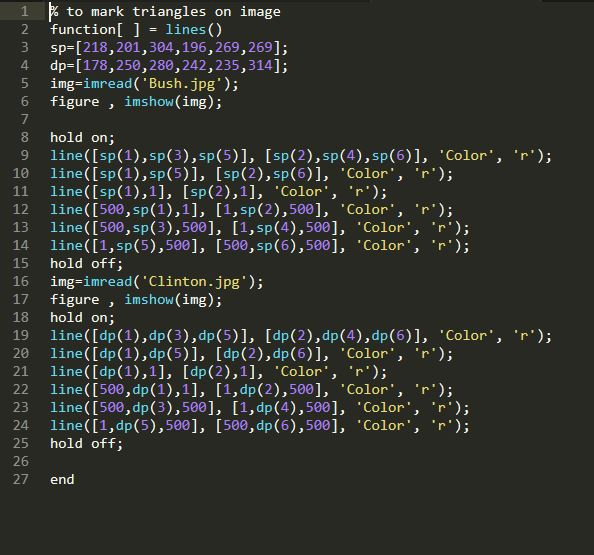 1 % to mark triangles on image
2 function[ ] = lines()
3 sp=[218,201,304,196,269,269];
4 dp=[178,250,280,242,235,314];
5 img=imread('Bush.jpg');
6 figure , imshow(img);
7
8 hold on;
9 line([sp(1),sp(3),sp(5)], [sp(2),sp(4),sp(6)], 'Color', 'r');
10 line([sp(1),sp(5)], [sp(2),sp(6)], 'Color', 'r');
11 line([sp(1),1], [sp(2),1], 'Color', 'r');
12 line([500,sp(1),1], [1,sp(2),500], 'Color', 'r');
13 line([500,sp(3),500], [1,sp(4),500], 'Color', 'r');
14 line([1,sp(5),500], [500,sp(6),500], 'Color', 'r');
15 hold off;
16 img=imread('Clinton.jpg');
17 figure , imshow(img);
18 hold on;
19 line([dp(1),dp(3),dp(5)], [dp(2),dp(4),dp(6)], 'Color', 'r');
20 line([dp(1),dp(5)], [dp(2),dp(6)], 'Color', 'r');
21 line([dp(1),1], [dp(2),1], 'Color', 'r');
22 line([500,dp(1),1], [1,dp(2),500], 'Color', 'r');
23 line([500,dp(3),500], [1,dp(4),500], 'Color', 'r');
24 line([1,dp(5),500], [500,dp(6),500], 'Color', 'r');
25 hold off;
26
27 end